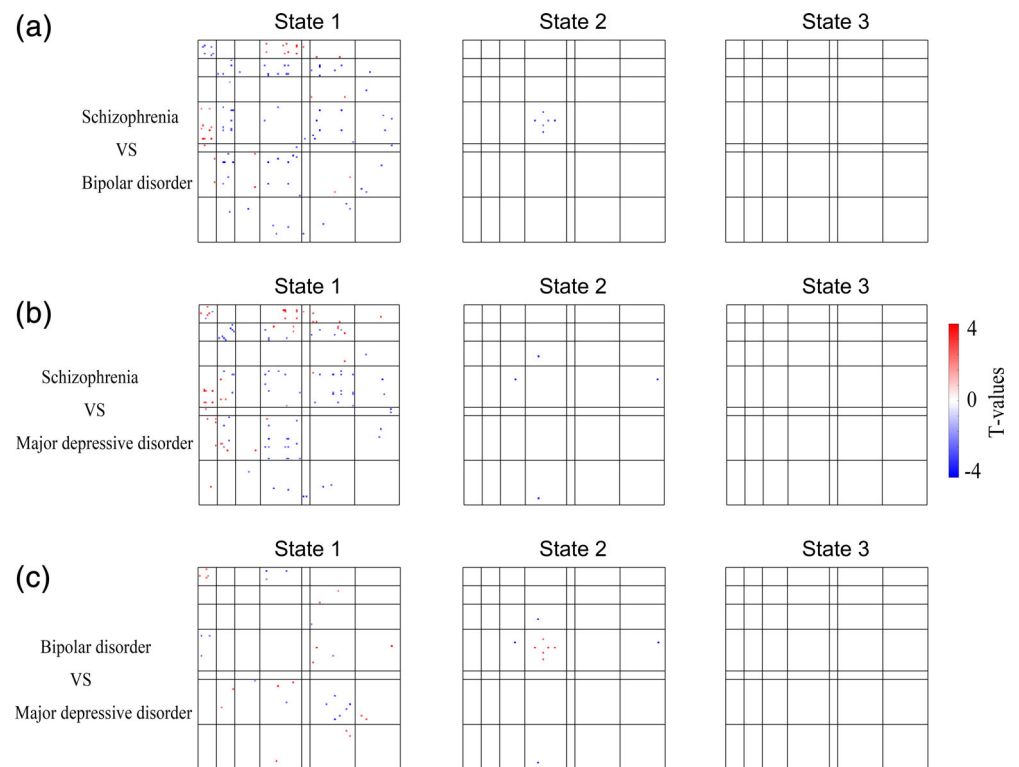 (a)
State 1
State 2
State 3
Schizophrenia
VS
Bipolar disorder
(b)
State 1
State 2
State 3
Schizophrenia
VS
Major depressive disorder
4
0
-4
T-values
(c)
State 1
State 2
State 3
Bipolar disorder
VS
Major depressive disorder